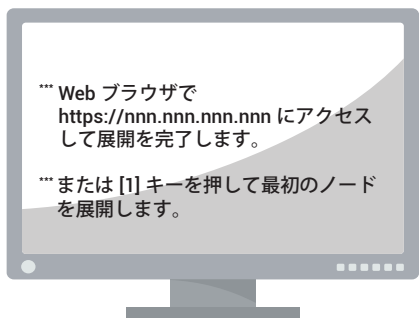 *** Web ブラウザで
https://nnn.nnn.nnn.nnn にアクセス
して展開を完了します。
*** または [1] キーを押して最初のノード
を展開します。